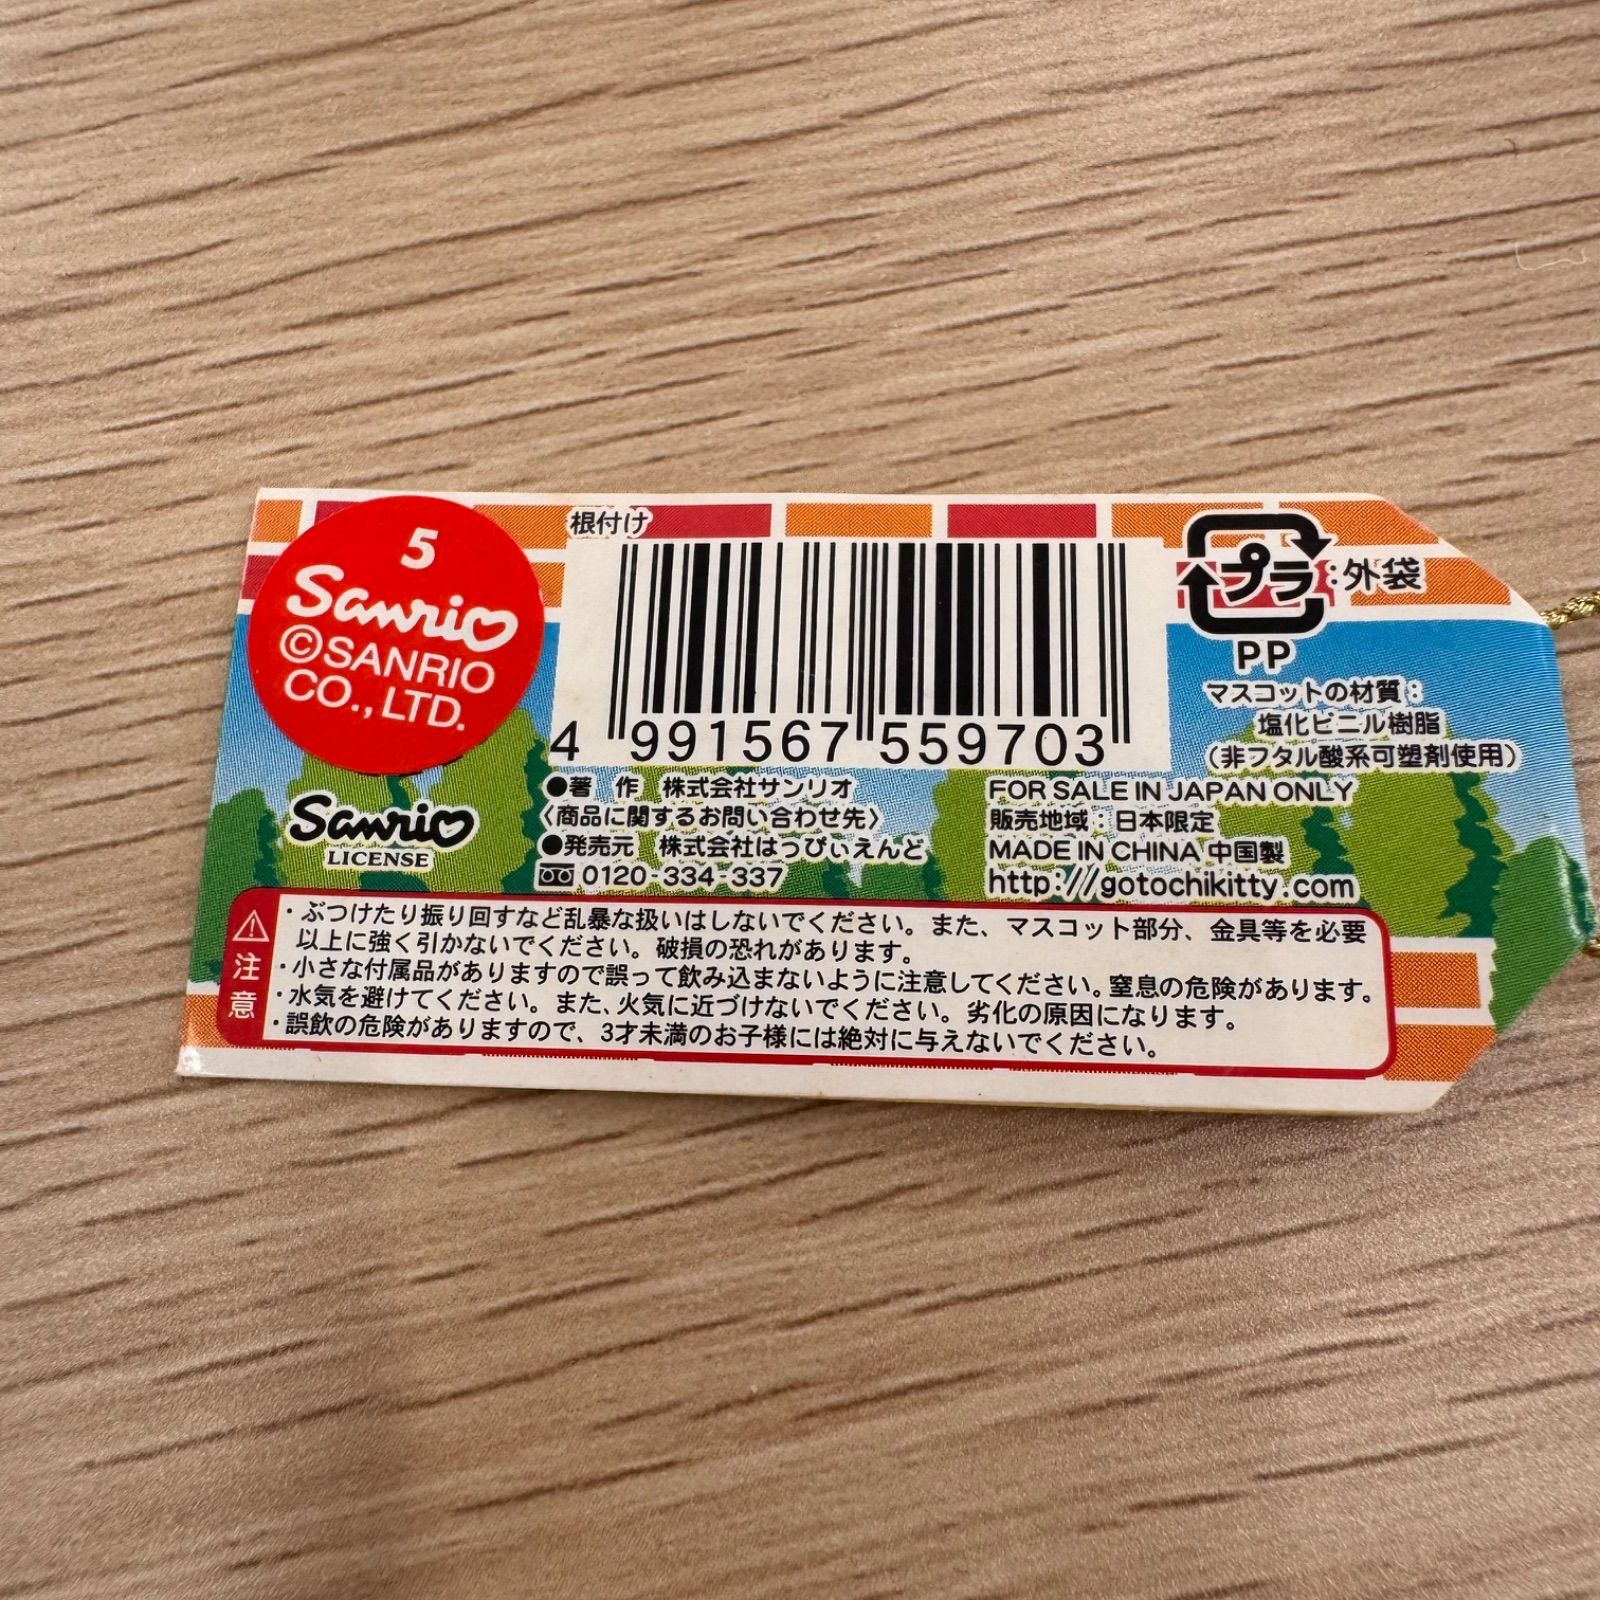 5
Sanrio
©SANRIO
CO., LTD.
Sanrio
LICENSE
根付け
4 991567 559703
プラ:外袋
PP
マスコットの材質:
塩化ビニル樹脂
(非フタル酸系可塑剤使用)
●著 作 株式会社サンリオ
〈商品に関するお問い合わせ先〉
●発売元 株式会社はっぴぃえんど
0120-334-337
FOR SALE IN JAPAN ONLY
販売地域:日本限定
MADE IN CHINA 中国製
http://gotochikitty.com
注意
・ぶつけたり振り回すなど乱暴な扱いはしないでください。また、マスコット部分、金具等を必要
以上に強く引かないでください。破損の恐れがあります。
・小さな付属品がありますので誤って飲み込まないように注意してください。窒息の危険があります。
・水気を避けてください。また、火気に近づけないでください。劣化の原因になります。
・誤飲の危険がありますので、3才未満のお子様には絶対に与えないでください。